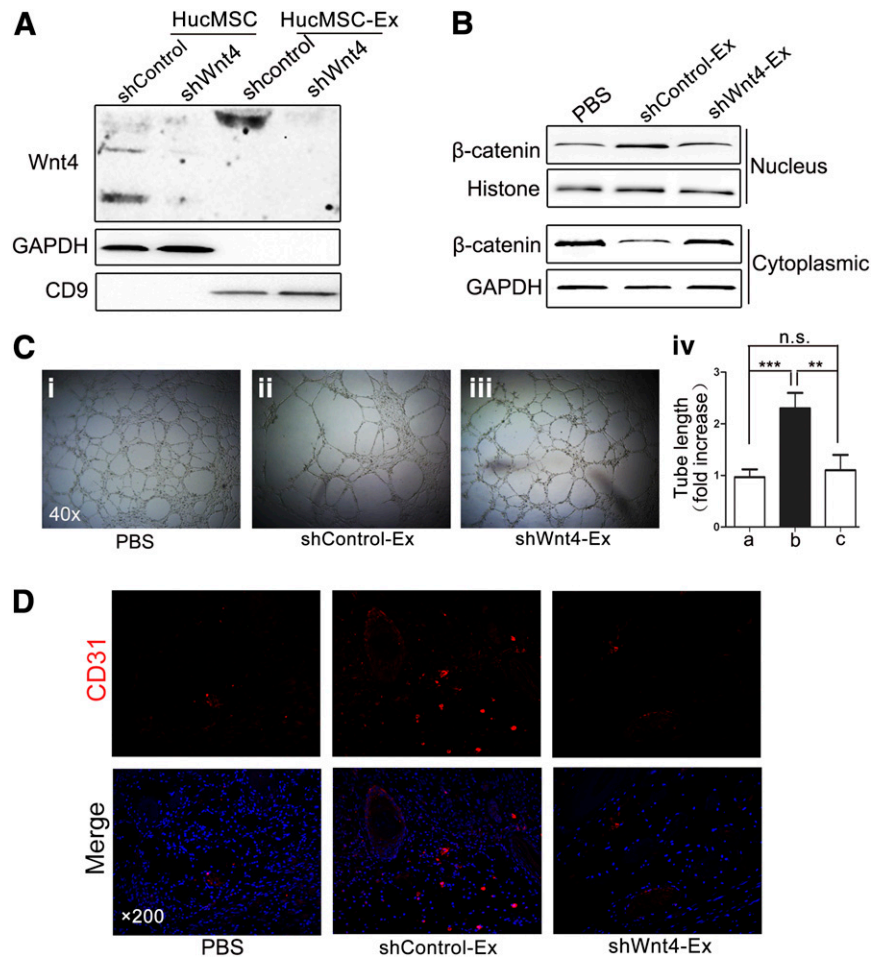 A
HucMSC HucMSC-Ex
shControl shWnt4 shcontrol shWnt4
Wnt4
GAPDH
CD9
B
PBS shControl-Ex shWnt4-Ex
β-catenin
Histone
Nucleus
β-catenin
GAPDH
Cytoplasmic
C
i
40x
PBS
ii
shControl-Ex
iii
shWnt4-Ex
iv
n.s.
*** **
Tube length
(fold increase)
3
2
1
0
a b c
D
CD31
Merge
×200
PBS shControl-Ex shWnt4-Ex